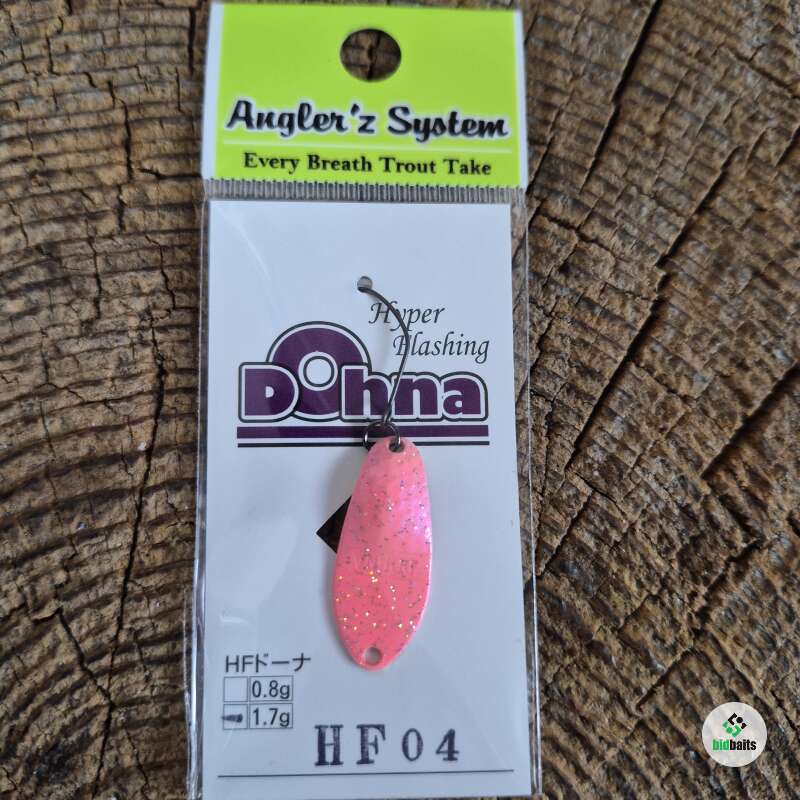 Angler'z System
Every Breath Trout Take
Hyper
Flashing
Dohna
HFドーナ
0.8g
1.7g
HF04
bidbaits